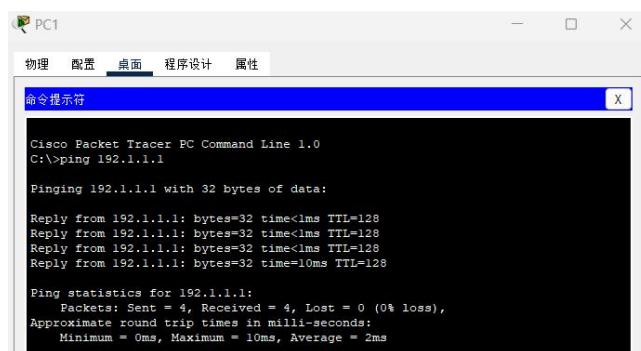 PC1
物理 配置 桌面 程序设计 属性
命令提示符 X
Cisco Packet Tracer PC Command Line 1.0
C:\>ping 192.1.1.1
Pinging 192.1.1.1 with 32 bytes of data:
Reply from 192.1.1.1: bytes=32 time<1ms TTL=128
Reply from 192.1.1.1: bytes=32 time<1ms TTL=128
Reply from 192.1.1.1: bytes=32 time<1ms TTL=128
Reply from 192.1.1.1: bytes=32 time=10ms TTL=128
Ping statistics for 192.1.1.1:
Packets: Sent = 4, Received = 4, Lost = 0 (0% loss),
Approximate round trip times in milli-seconds:
Minimum = 0ms, Maximum = 10ms, Average = 2ms